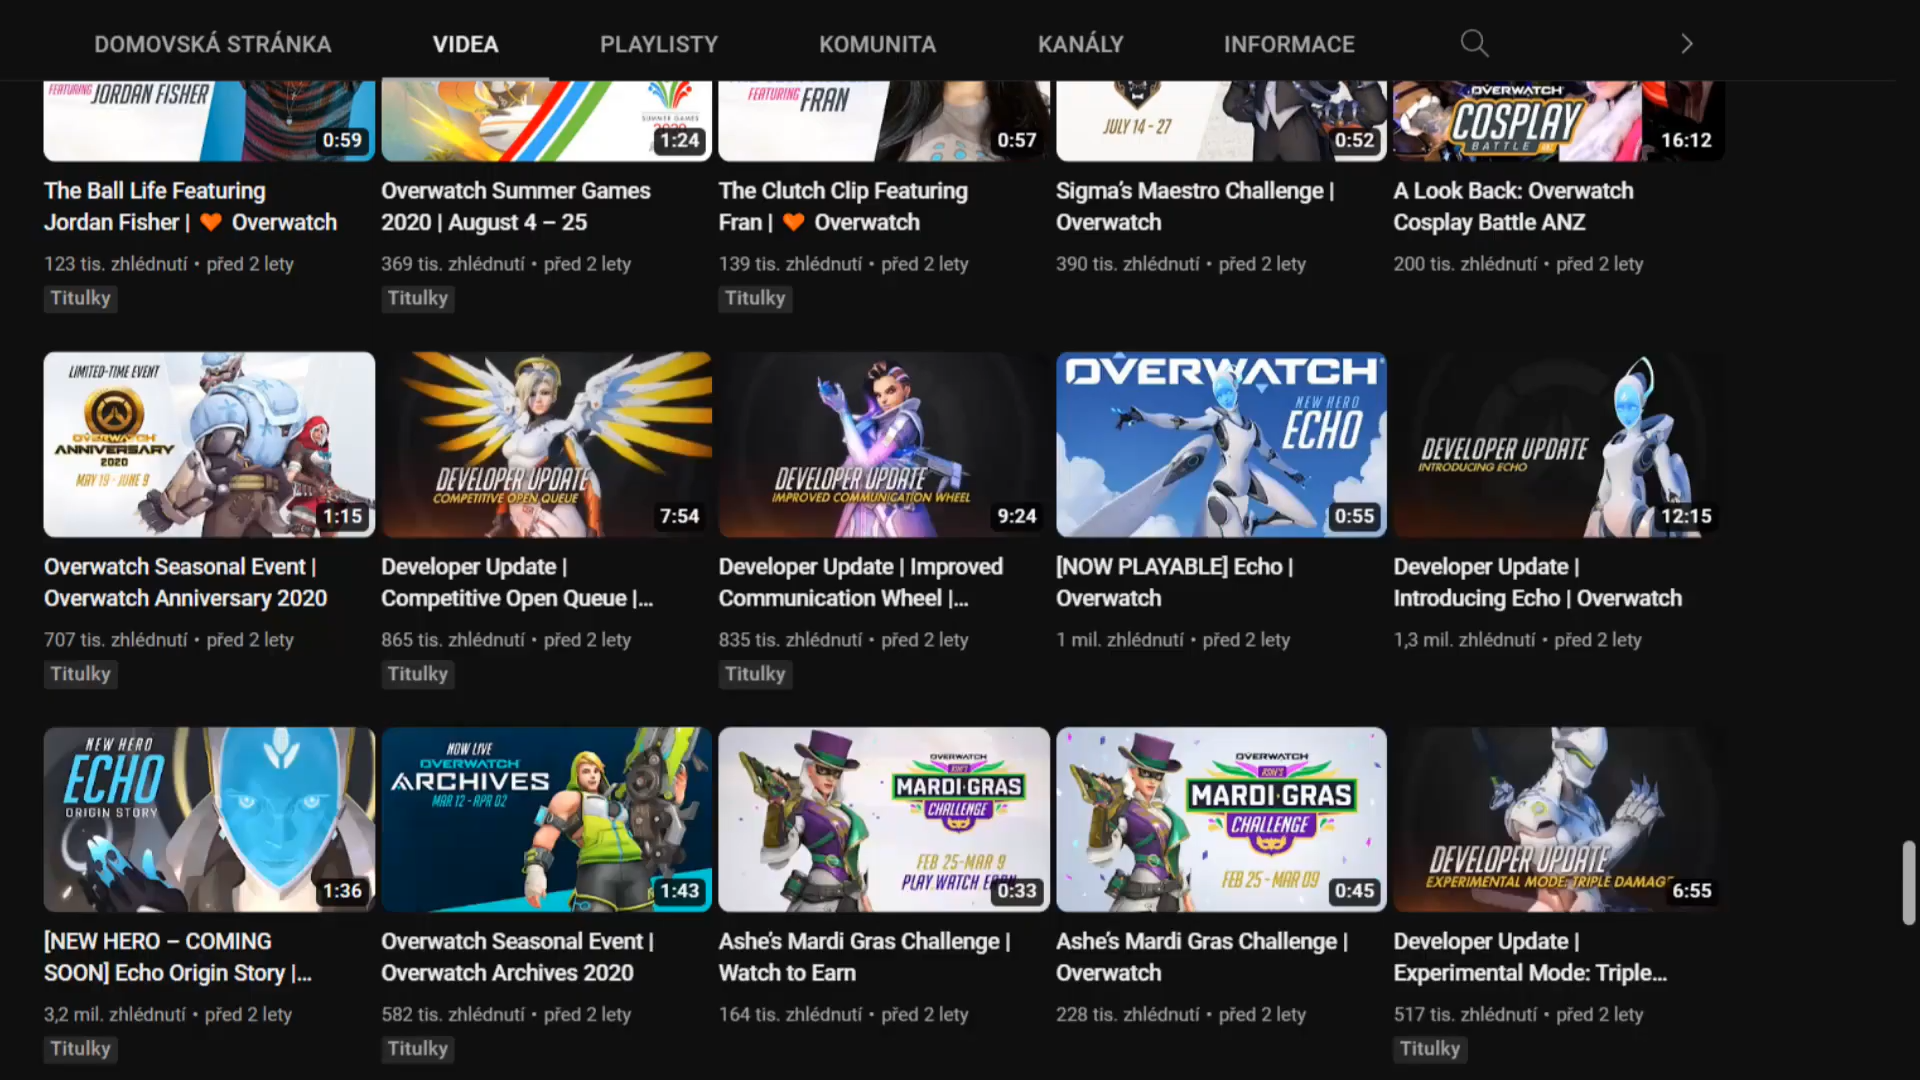 DOMOVSKÁ STRÁNKA VIDEA PLAYLISTY KOMUNITA KANÁLY INFORMACE
FEATURING JORDAN FISHER
0:59
SUMMER GAMES
2020
1:24
FEATURING FRAN
0:57
JULY 14 - 27
0:52
OVERWATCH
COSPLAY
BATTLE ANZ
16:12
The Ball Life Featuring
Jordan Fisher | 🧡 Overwatch
123 tis. zhlédnutí • před 2 lety
Titulky
Overwatch Summer Games
2020 | August 4 – 25
369 tis. zhlédnutí • před 2 lety
Titulky
The Clutch Clip Featuring
Fran | 🧡 Overwatch
139 tis. zhlédnutí • před 2 lety
Titulky
Sigma’s Maestro Challenge |
Overwatch
390 tis. zhlédnutí • před 2 lety
A Look Back: Overwatch
Cosplay Battle ANZ
200 tis. zhlédnutí • před 2 lety
LIMITED-TIME EVENT
OVERWATCH
ANNIVERSARY
2020
MAY 19 - JUNE 9
1:15
DEVELOPER UPDATE
COMPETITIVE OPEN QUEUE
7:54
DEVELOPER UPDATE
IMPROVED COMMUNICATION WHEEL
9:24
OVERWATCH
NEW HERO
ECHO
0:55
DEVELOPER UPDATE
INTRODUCING ECHO
12:15
Overwatch Seasonal Event |
Overwatch Anniversary 2020
707 tis. zhlédnutí • před 2 lety
Titulky
Developer Update |
Competitive Open Queue |...
865 tis. zhlédnutí • před 2 lety
Titulky
Developer Update | Improved
Communication Wheel |...
835 tis. zhlédnutí • před 2 lety
Titulky
[NOW PLAYABLE] Echo |
Overwatch
1 mil. zhlédnutí • před 2 lety
Developer Update |
Introducing Echo | Overwatch
1,3 mil. zhlédnutí • před 2 lety
NEW HERO
ECHO
ORIGIN STORY
1:36
NOW LIVE
OVERWATCH
ARCHIVES
MAR 12 - APR 02
1:43
OVERWATCH
ASHE'S
MARDI GRAS
CHALLENGE
FEB 25-MAR 9
PLAY WATCH
0:33
OVERWATCH
ASHE'S
MARDI GRAS
CHALLENGE
FEB 25 - MAR 09
0:45
DEVELOPER UPDATE
EXPERIMENTAL MODE: TRIPLE DAMAGE
6:55
[NEW HERO – COMING
SOON] Echo Origin Story |...
3,2 mil. zhlédnutí • před 2 lety
Titulky
Overwatch Seasonal Event |
Overwatch Archives 2020
582 tis. zhlédnutí • před 2 lety
Titulky
Ashe’s Mardi Gras Challenge |
Watch to Earn
164 tis. zhlédnutí • před 2 lety
Ashe’s Mardi Gras Challenge |
Overwatch
228 tis. zhlédnutí • před 2 lety
Developer Update |
Experimental Mode: Triple...
517 tis. zhlédnutí • před 2 lety
Titulky